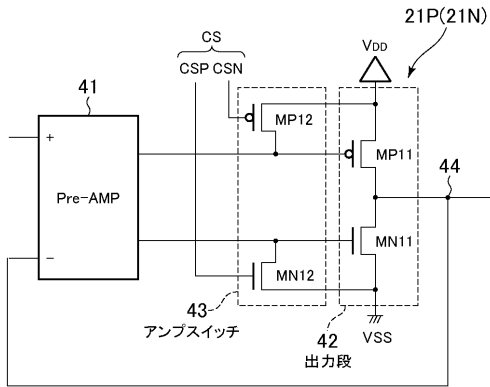 21P(21N)
CS
CSP CSN
VDD
41
MP12
MP11
44
+
Pre-AMP
−
MN11
MN12
43
アンプスイッチ
42
出力段
VSS